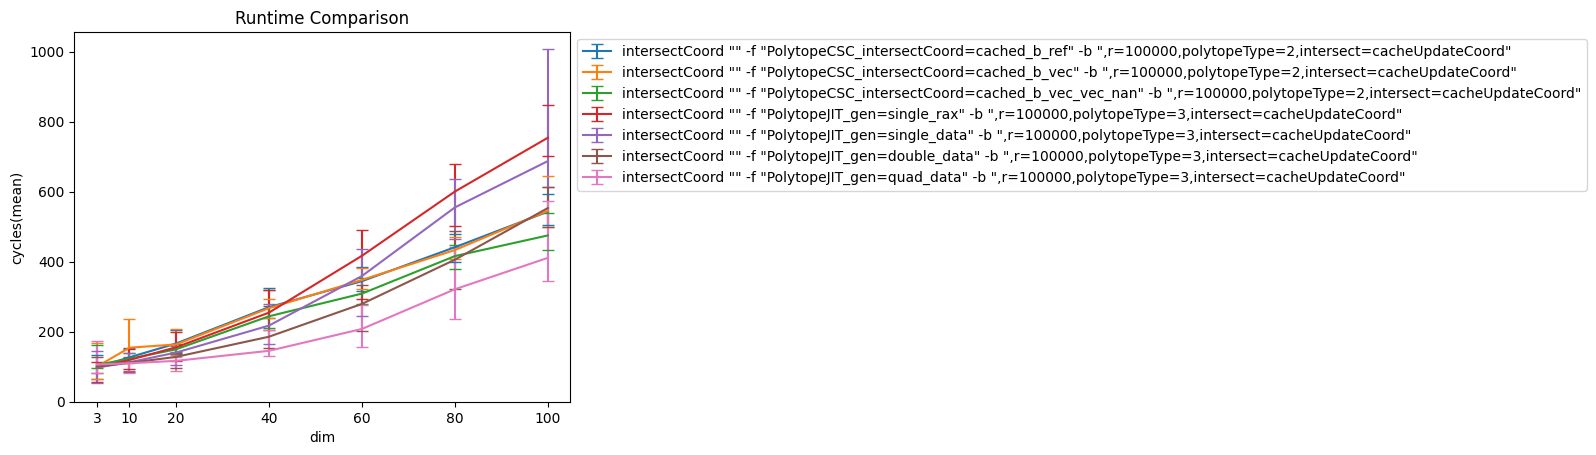 Runtime Comparison
cycles(mean)
1000
800
600
400
200
0
3 10 20 40 60 80 100
dim
intersectCoord "" -f "PolytopeCSC_intersectCoord=cached_b_ref" -b ",r=100000,polytopeType=2,intersect=cacheUpdateCoord"
intersectCoord "" -f "PolytopeCSC_intersectCoord=cached_b_vec" -b ",r=100000,polytopeType=2,intersect=cacheUpdateCoord"
intersectCoord "" -f "PolytopeCSC_intersectCoord=cached_b_vec_vec_nan" -b ",r=100000,polytopeType=2,intersect=cacheUpdateCoord"
intersectCoord "" -f "PolytopeJIT_gen=single_rax" -b ",r=100000,polytopeType=3,intersect=cacheUpdateCoord"
intersectCoord "" -f "PolytopeJIT_gen=single_data" -b ",r=100000,polytopeType=3,intersect=cacheUpdateCoord"
intersectCoord "" -f "PolytopeJIT_gen=double_data" -b ",r=100000,polytopeType=3,intersect=cacheUpdateCoord"
intersectCoord "" -f "PolytopeJIT_gen=quad_data" -b ",r=100000,polytopeType=3,intersect=cacheUpdateCoord"